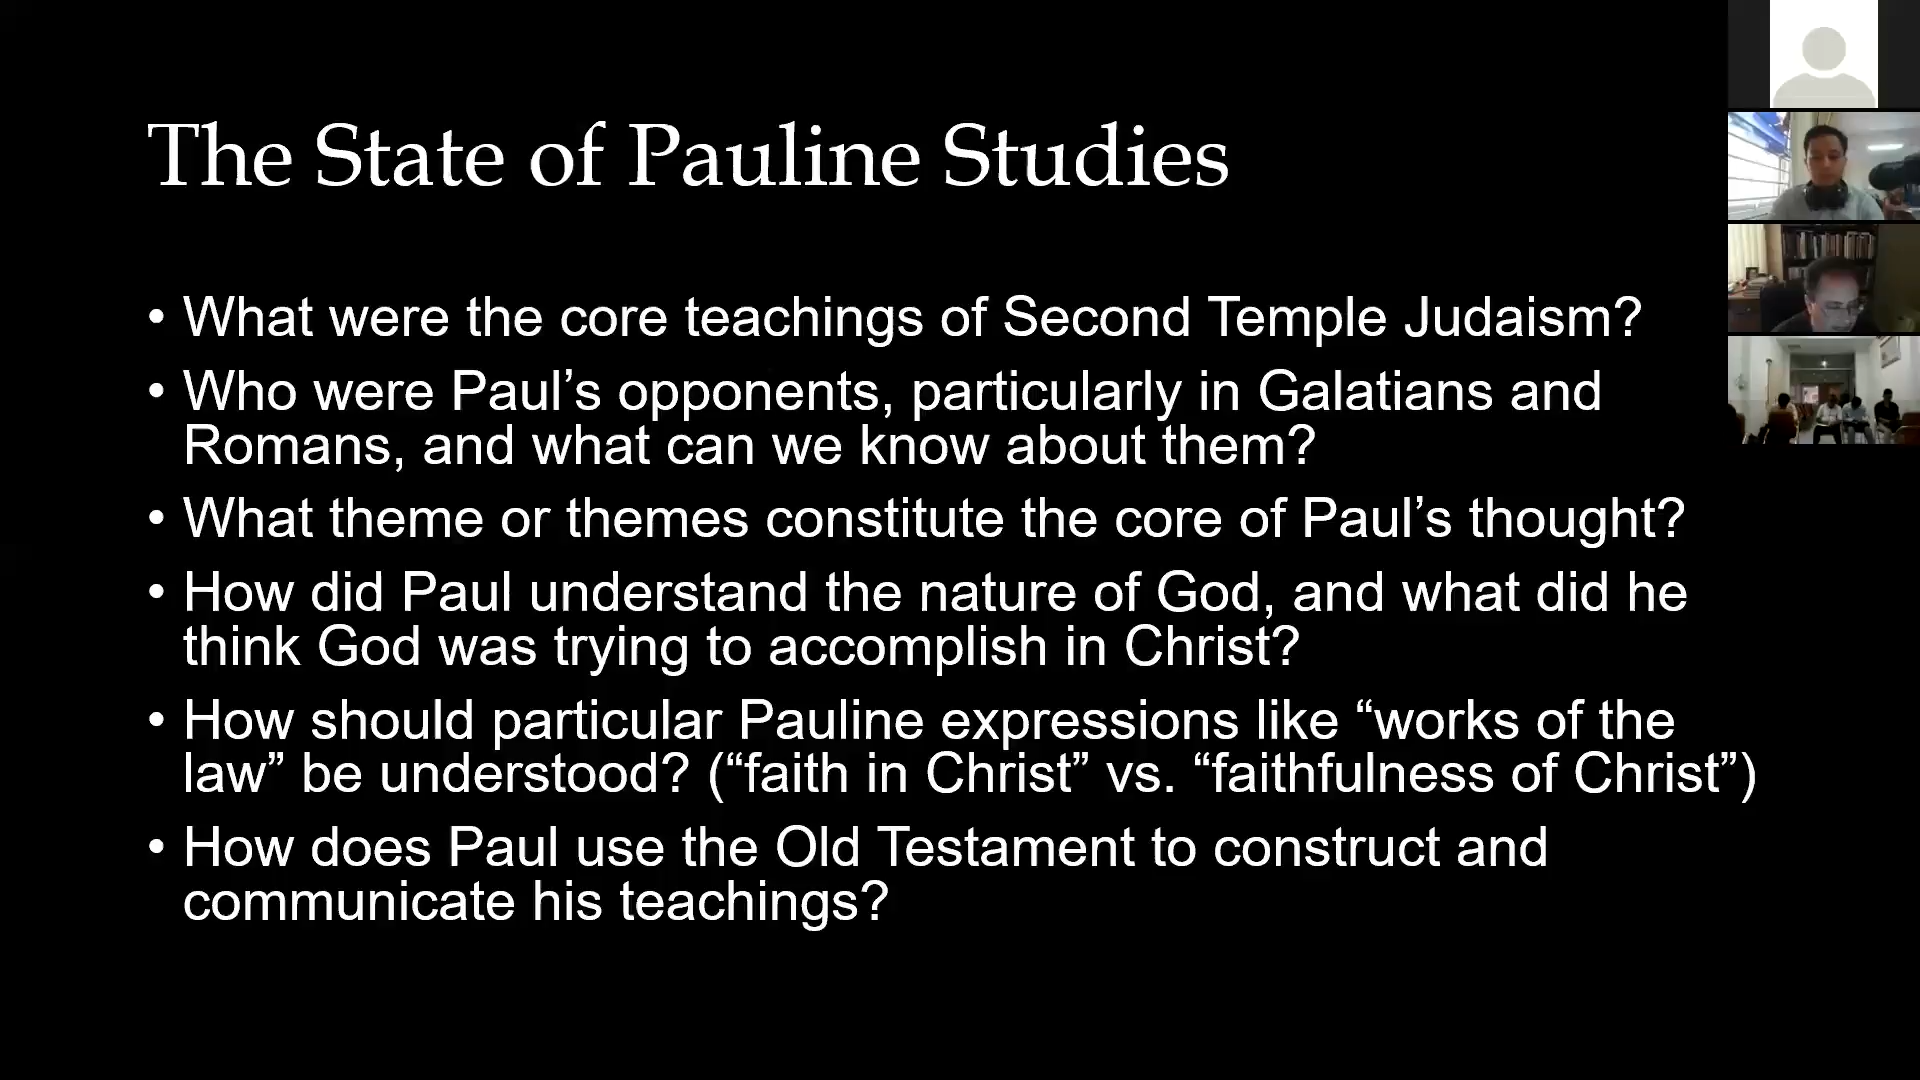 The State of Pauline Studies
• What were the core teachings of Second Temple Judaism?
• Who were Paul’s opponents, particularly in Galatians and
Romans, and what can we know about them?
• What theme or themes constitute the core of Paul’s thought?
• How did Paul understand the nature of God, and what did he
think God was trying to accomplish in Christ?
• How should particular Pauline expressions like “works of the
law” be understood? (“faith in Christ” vs. “faithfulness of Christ”)
• How does Paul use the Old Testament to construct and
communicate his teachings?